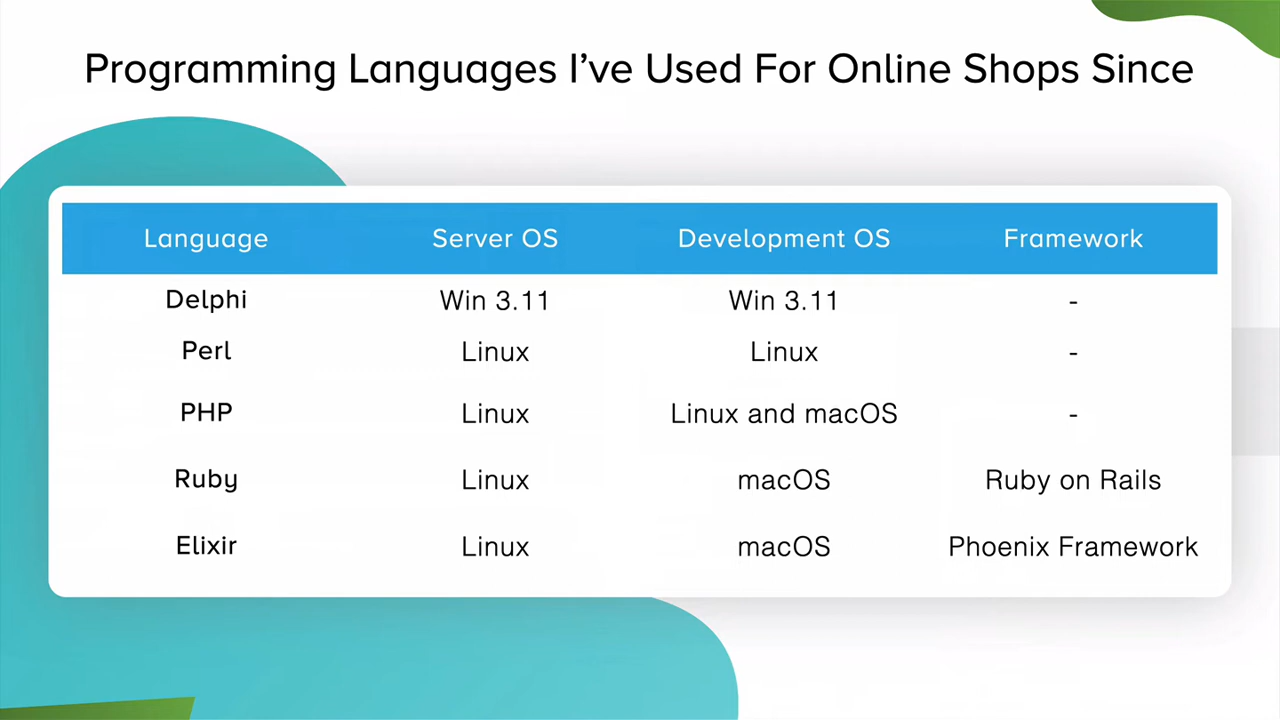 Programming Languages I've Used For Online Shops Since
Language Server OS Development OS Framework
Delphi Win 3.11 Win 3.11 -
Perl Linux Linux -
PHP Linux Linux and macOS -
Ruby Linux macOS Ruby on Rails
Elixir Linux macOS Phoenix Framework